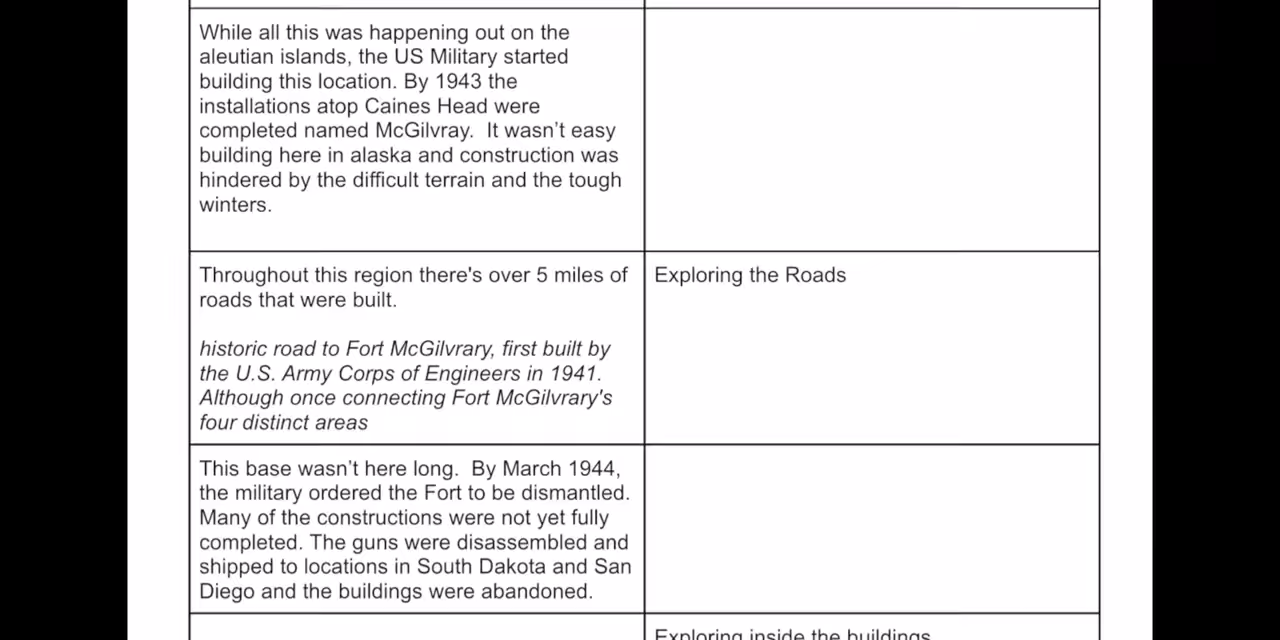 While all this was happening out on the
aleutian islands, the US Military started
building this location. By 1943 the
installations atop Caines Head were
completed named McGilvray.  It wasn't easy
building here in alaska and construction was
hindered by the difficult terrain and the tough
winters.
Throughout this region there's over 5 miles of
roads that were built.
Exploring the Roads
historic road to Fort McGilvrary, first built by
the U.S. Army Corps of Engineers in 1941.
Although once connecting Fort McGilvrary's
four distinct areas
This base wasn't here long.  By March 1944,
the military ordered the Fort to be dismantled.
Many of the constructions were not yet fully
completed. The guns were disassembled and
shipped to locations in South Dakota and San
Diego and the buildings were abandoned.
Exploring inside the buildings